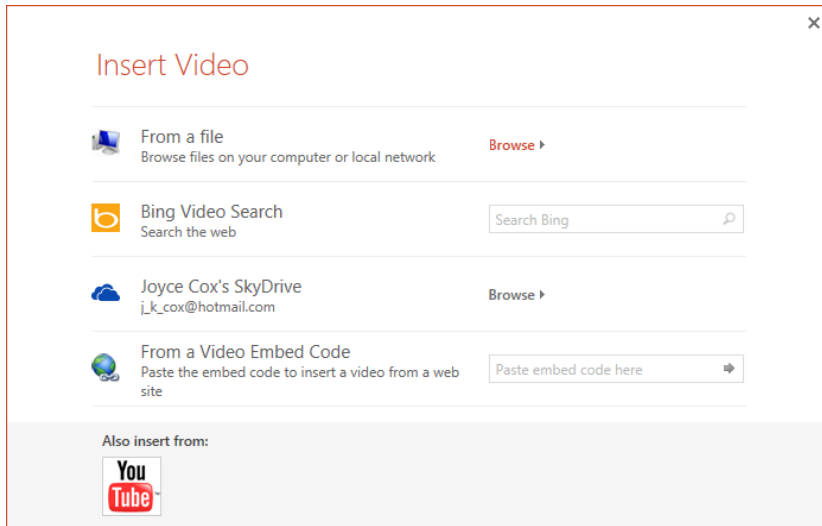 Insert Video
From a file
Browse files on your computer or local network
Browse
Bing Video Search
Search the web
Search Bing
Joyce Cox's SkyDrive
j_k_cox@hotmail.com
Browse
From a Video Embed Code
Paste the embed code to insert a video from a web
site
Paste embed code here
Also insert from:
You
Tube